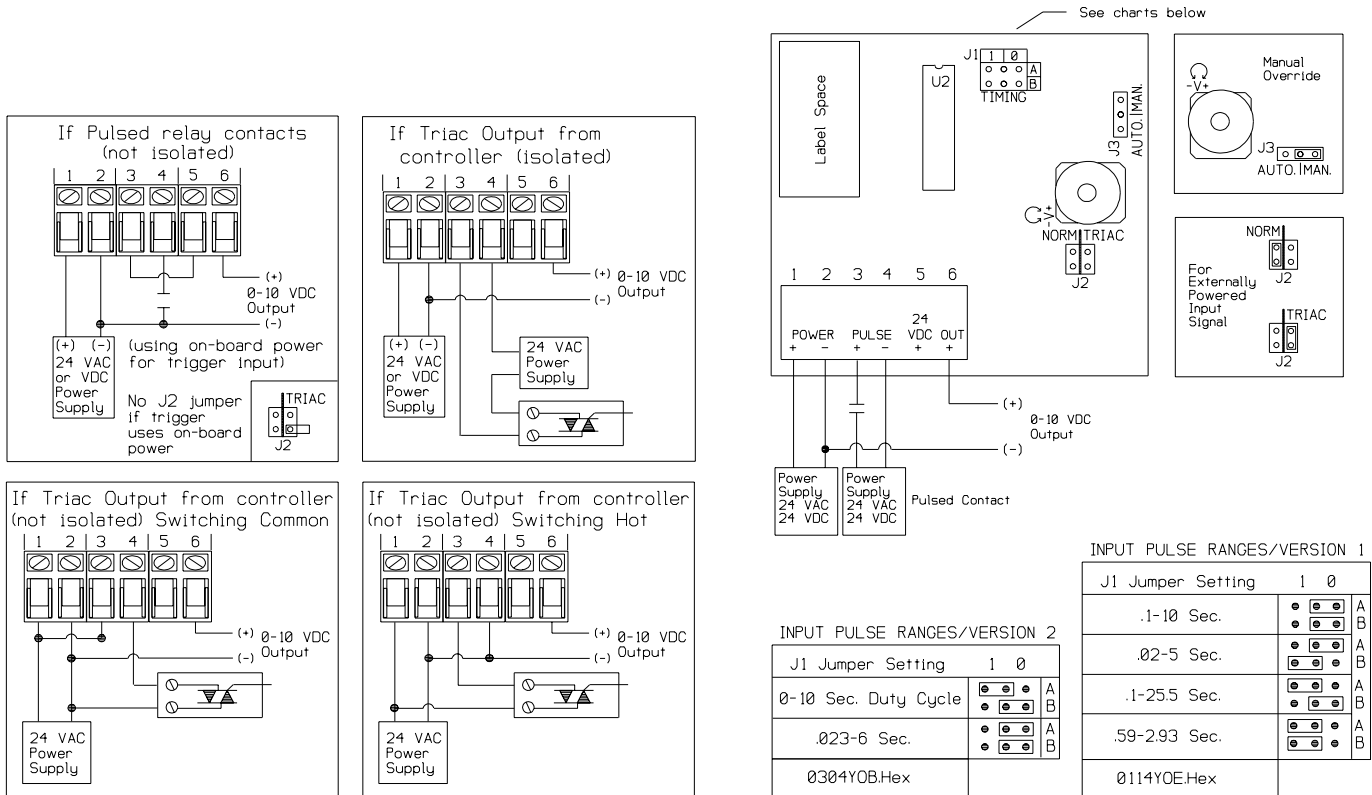 See charts below
If Pulsed relay contacts
(not isolated)
1 2 3 4 5 6
(+)
0-10 VDC
Output
(-)
(+) (-)
24 VAC
or VDC
Power
Supply
(using on-board power
for trigger input)
No J2 jumper
if trigger
uses on-board
power
TRIAC
J2
If Triac Output from
controller (isolated)
1 2 3 4 5 6
(+) 0-10 VDC
(-) Output
(+) (-)
24 VAC
or VDC
Power
Supply
24 VAC
Power
Supply
If Triac Output from controller
(not isolated) Switching Common
1 2 3 4 5 6
(+) 0-10 VDC
(-) Output
24 VAC
Power
Supply
If Triac Output from controller
(not isolated) Switching Hot
1 2 3 4 5 6
(+) 0-10 VDC
(-) Output
24 VAC
Power
Supply
Label Space
U2
J1 1 0
A
B
TIMING
J3
AUTO. MAN.
-V+
NORM TRIAC
J2
1 2 3 4 5 6
POWER PULSE 24 VDC OUT
+ - + - + +
(+)
0-10 VDC
Output
(-)
Power
Supply
24 VAC
24 VDC
Power
Supply
24 VAC
24 VDC
Pulsed Contact
Manual
Override
-V+
J3
AUTO. MAN.
For
Externally
Powered
Input
Signal
NORM
J2
TRIAC
J2
INPUT PULSE RANGES/VERSION 2
J1 Jumper Setting 1 0
0-10 Sec. Duty Cycle A B
.023-6 Sec. A B
0304YOB.Hex
INPUT PULSE RANGES/VERSION 1
J1 Jumper Setting 1 0
.1-10 Sec. A B
.02-5 Sec. A B
.1-25.5 Sec. A B
.59-2.93 Sec. A B
0114YOE.Hex